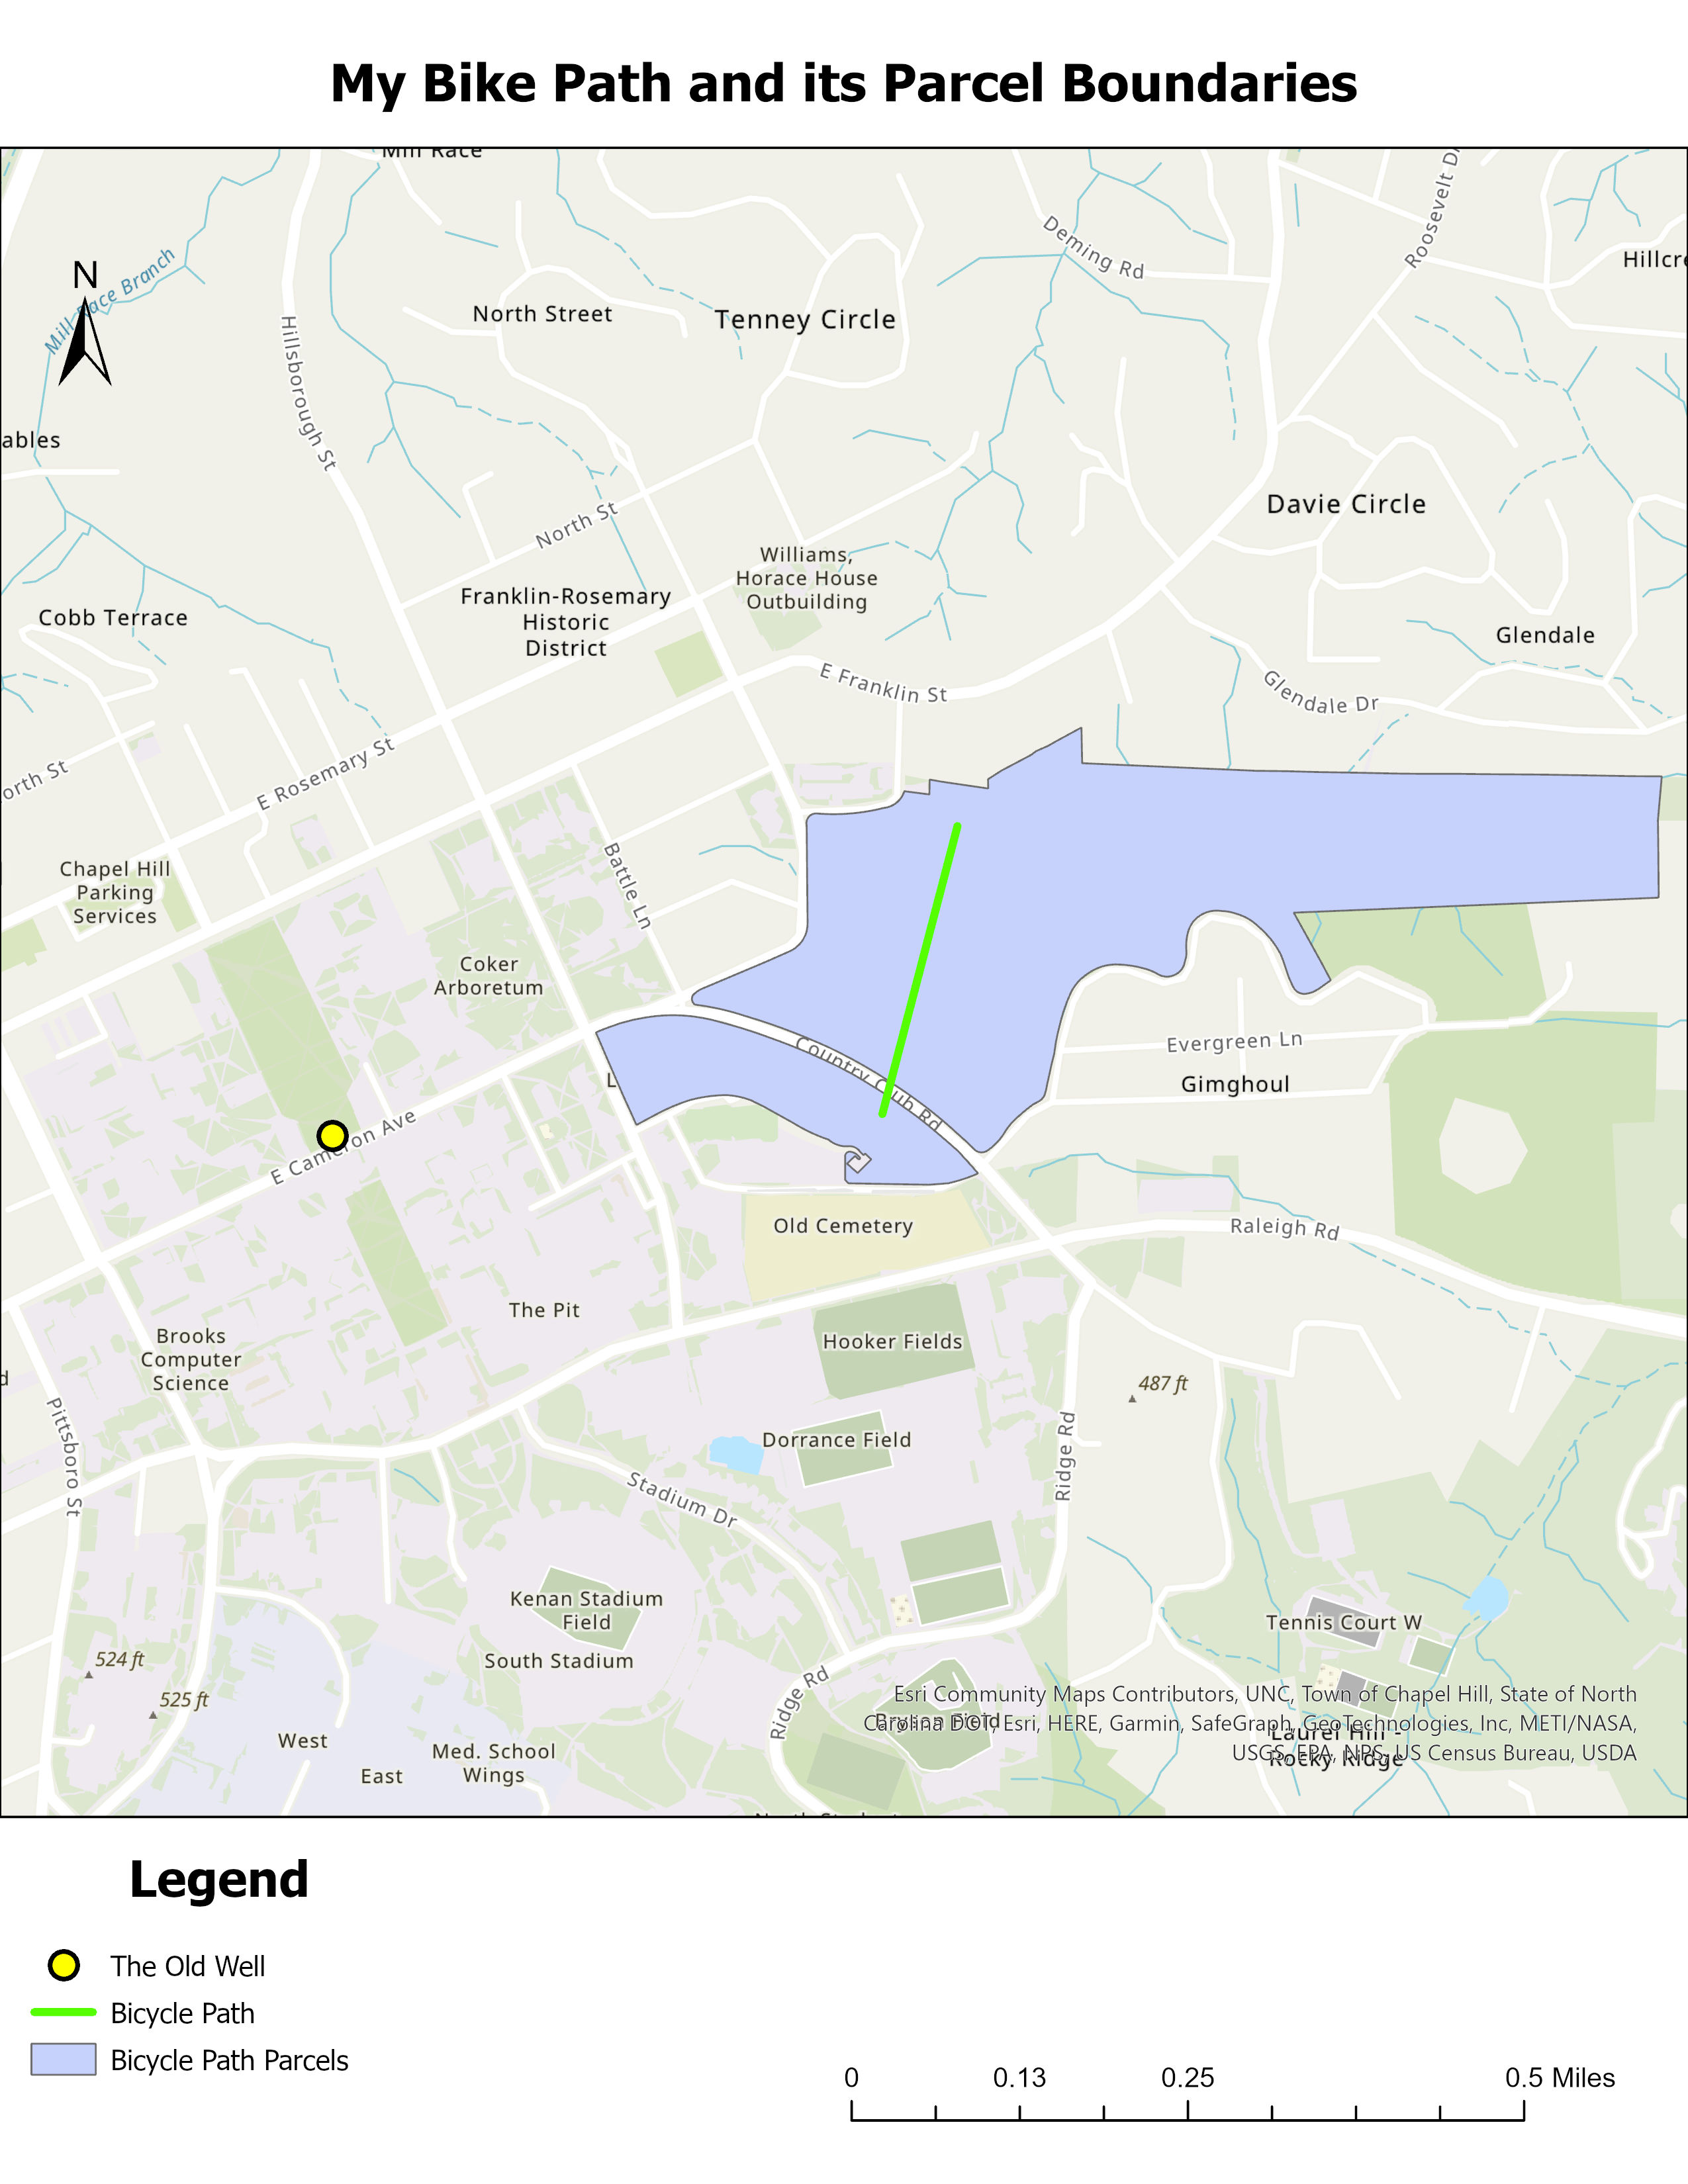 My Bike Path and its Parcel Boundaries
Mill Race
Roosevelt Dr
Deming Rd
Hillcre
N
Mill Race Branch
North Street
Tenney Circle
Hillsborough St
ables
Davie Circle
North St
Williams,
Horace House
Outbuilding
Franklin-Rosemary
Historic
District
Cobb Terrace
Glendale
E Franklin St
Glendale Dr
orth St
E Rosemary St
Chapel Hill
Parking
Services
Battle Ln
Coker
Arboretum
Country Club Rd
Evergreen Ln
L
Gimghoul
E Cameron Ave
Old Cemetery
Raleigh Rd
The Pit
Brooks
Computer
Science
Hooker Fields
d
487 ft
Pittsboro St
Dorrance Field
Ridge Rd
Stadium Dr
Kenan Stadium
Field
Tennis Court W
South Stadium
524 ft
525 ft
Ridge Rd
Esri Community Maps Contributors, UNC, Town of Chapel Hill, State of North
Carolina DOT, Esri, HERE, Garmin, SafeGraph, GeoTechnologies, Inc, METI/NASA,
USGS, EPA, NPS, US Census Bureau, USDA
Bryson Field
Laurel Hill -
Rocky Ridge
West
East
Med. School
Wings
Legend
The Old Well
Bicycle Path
Bicycle Path Parcels
0 0.13 0.25 0.5 Miles